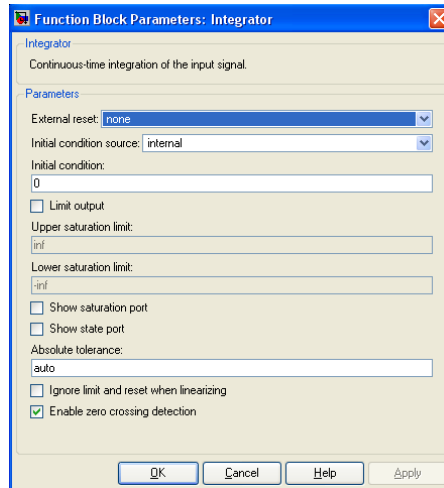 Function Block Parameters: Integrator
Integrator
Continuous-time integration of the input signal.
Parameters
External reset: none
Initial condition source: internal
Initial condition:
0
Limit output
Upper saturation limit:
inf
Lower saturation limit:
-inf
Show saturation port
Show state port
Absolute tolerance:
auto
Ignore limit and reset when linearizing
Enable zero crossing detection
OK Cancel Help Apply